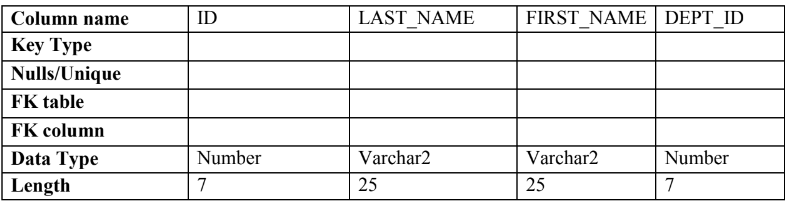 Column name ID LAST_NAME FIRST_NAME DEPT_ID
Key Type
Nulls/Unique
FK table
FK column
Data Type Number Varchar2 Varchar2 Number
Length 7 25 25 7